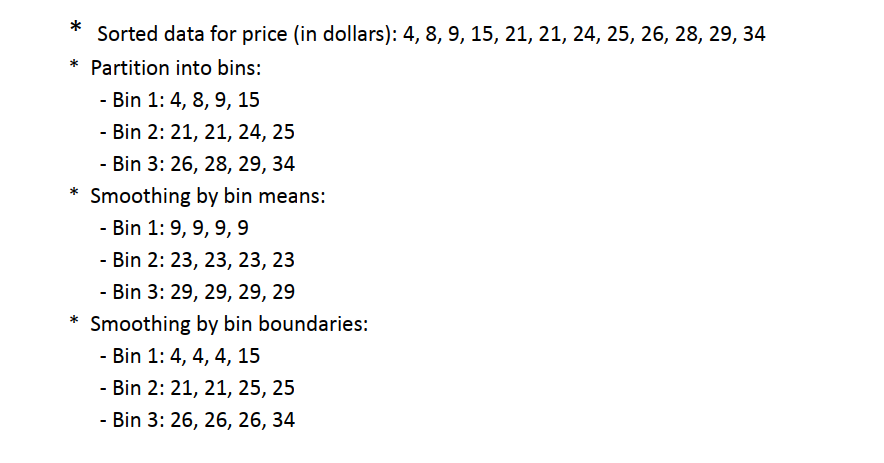 * Sorted data for price (in dollars): 4, 8, 9, 15, 21, 21, 24, 25, 26, 28, 29, 34
* Partition into bins:
- Bin 1: 4, 8, 9, 15
- Bin 2: 21, 21, 24, 25
- Bin 3: 26, 28, 29, 34
* Smoothing by bin means:
- Bin 1: 9, 9, 9, 9
- Bin 2: 23, 23, 23, 23
- Bin 3: 29, 29, 29, 29
* Smoothing by bin boundaries:
- Bin 1: 4, 4, 4, 15
- Bin 2: 21, 21, 25, 25
- Bin 3: 26, 26, 26, 34